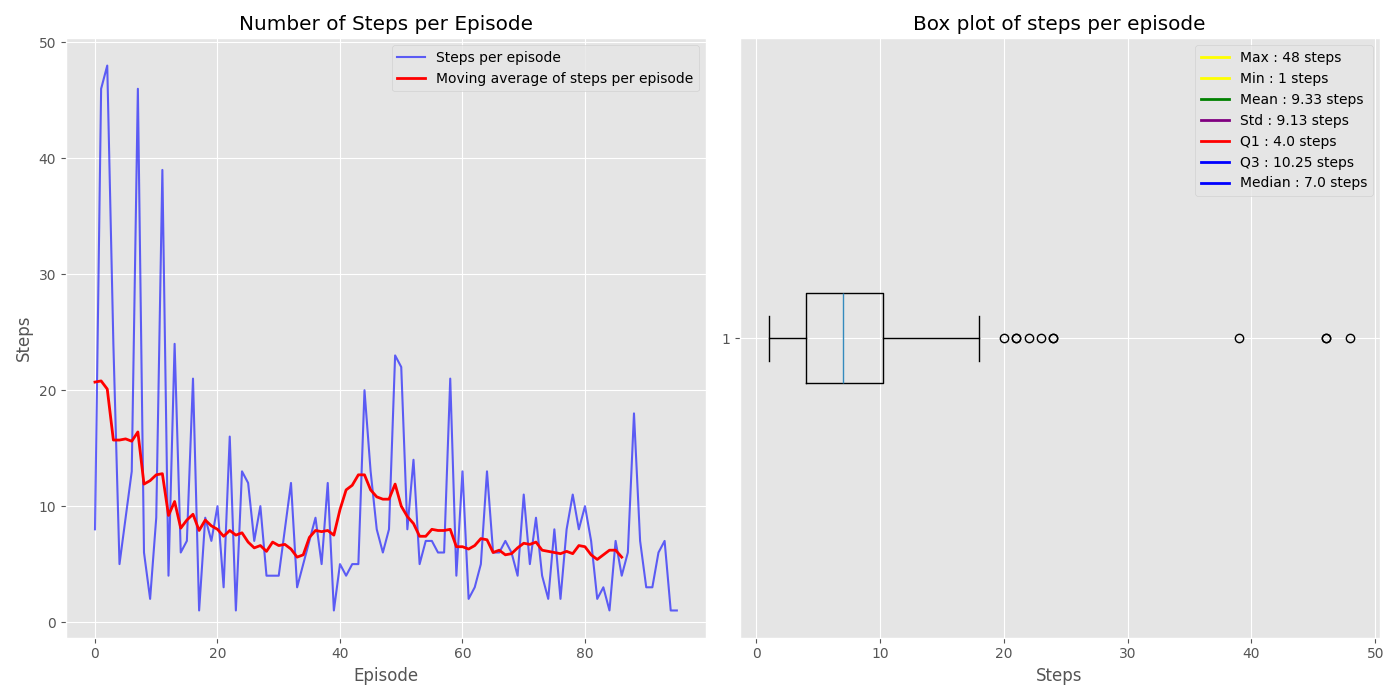 Number of Steps per Episode
50
40
30
20
10
0
Steps
0
20
40
60
80
Episode
Steps per episode
Moving average of steps per episode
Box plot of steps per episode
Max : 48 steps
Min : 1 steps
Mean : 9.33 steps
Std : 9.13 steps
Q1 : 4.0 steps
Q3 : 10.25 steps
Median : 7.0 steps
1
0
10
20
30
40
50
Steps